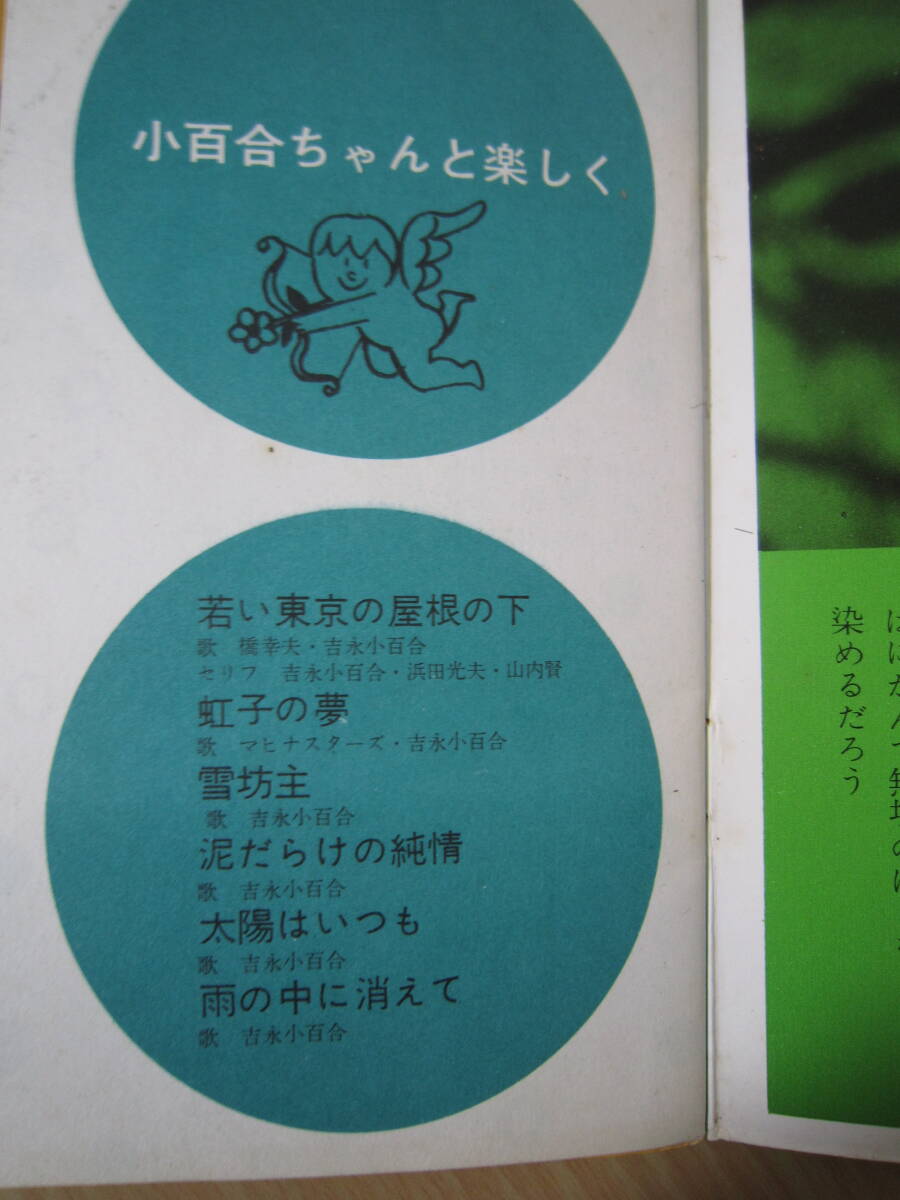 小百合ちゃんと楽しく
若い東京の屋根の下
歌 橋幸夫・吉永小百合
セリフ 吉永小百合・浜田光夫・山内賢
虹子の夢
歌 マヒナスターズ・吉永小百合
雪坊主
歌 吉永小百合
泥だらけの純情
歌 吉永小百合
太陽はいつも
歌 吉永小百合
雨の中に消えて
歌 吉永小百合
染めるだろう